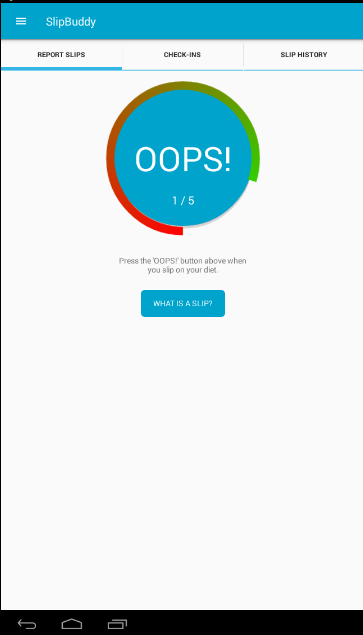 SlipBuddy
REPORT SLIPS
CHECK-INS
SLIP HISTORY
OOPS!
1 / 5
Press the 'OOPS!' button above when
you slip on your diet.
WHAT IS A SLIP?